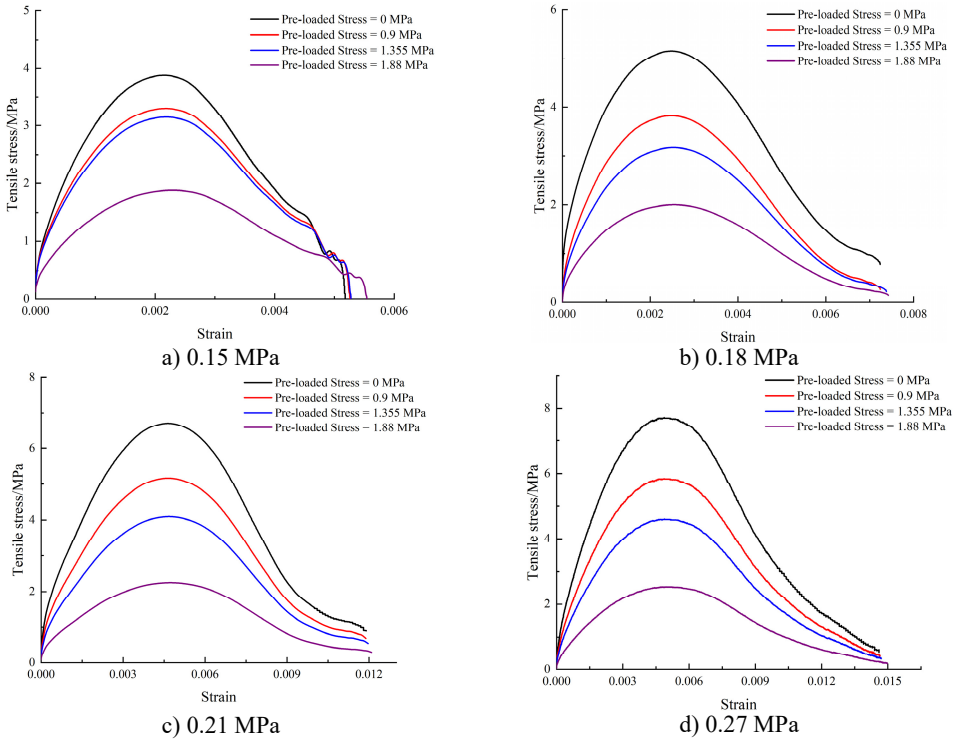 5
4
3
2
1
0
Tensile stress/MPa
Pre-loaded Stress = 0 MPa
Pre-loaded Stress = 0.9 MPa
Pre-loaded Stress = 1.355 MPa
Pre-loaded Stress = 1.88 MPa
0.000 0.002 0.004 0.006
Strain
a) 0.15 MPa
6
4
2
0
Tensile stress/MPa
Pre-loaded Stress = 0 MPa
Pre-loaded Stress = 0.9 MPa
Pre-loaded Stress = 1.355 MPa
Pre-loaded Stress = 1.88 MPa
0.000 0.002 0.004 0.006 0.008
Strain
b) 0.18 MPa
8
6
4
2
0
Tensile stress/MPa
Pre-loaded Stress = 0 MPa
Pre-loaded Stress = 0.9 MPa
Pre-loaded Stress = 1.355 MPa
Pre-loaded Stress = 1.88 MPa
0.000 0.003 0.006 0.009 0.012
Strain
c) 0.21 MPa
8
6
4
2
0
Tensile stress/MPa
Pre-loaded Stress = 0 MPa
Pre-loaded Stress = 0.9 MPa
Pre-loaded Stress = 1.355 MPa
Pre-loaded Stress = 1.88 MPa
0.000 0.003 0.006 0.009 0.012 0.015
Strain
d) 0.27 MPa